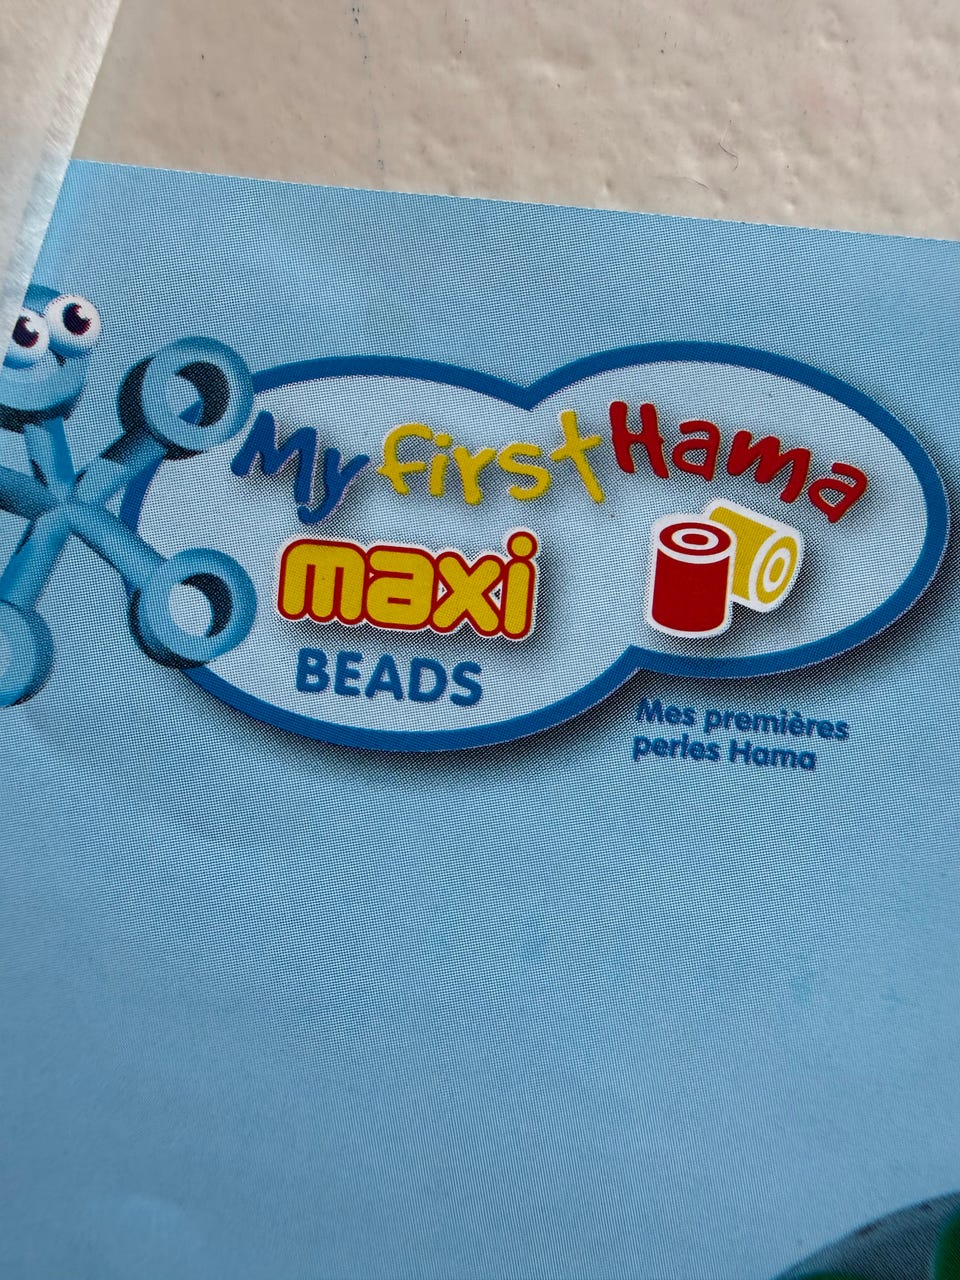 My first Hama
maxi
BEADS
Mes premières
perles Hama